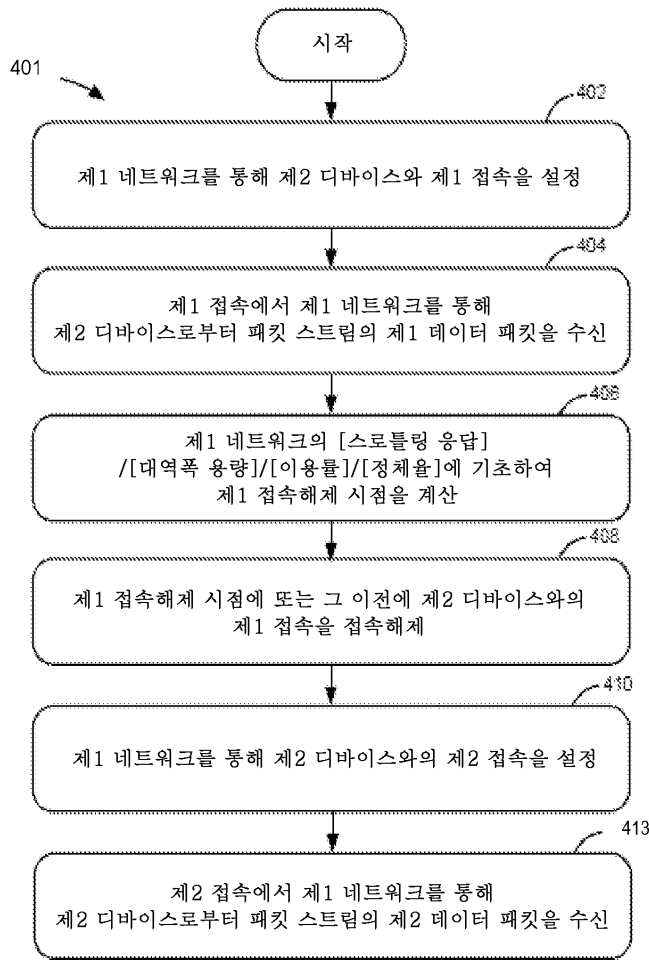 시작
401
402
제1 네트워크를 통해 제2 디바이스와 제1 접속을 설정
404
제1 접속에서 제1 네트워크를 통해
제2 디바이스로부터 패킷 스트림의 제1 데이터 패킷을 수신
406
제1 네트워크의 [스로틀링 응답]
/[대역폭 용량]/[이용률]/[정체율]에 기초하여
제1 접속해제 시점을 계산
408
제1 접속해제 시점에 또는 그 이전에 제2 디바이스와의
제1 접속을 접속해제
410
제1 네트워크를 통해 제2 디바이스와의 제2 접속을 설정
413
제2 접속에서 제1 네트워크를 통해
제2 디바이스로부터 패킷 스트림의 제2 데이터 패킷을 수신